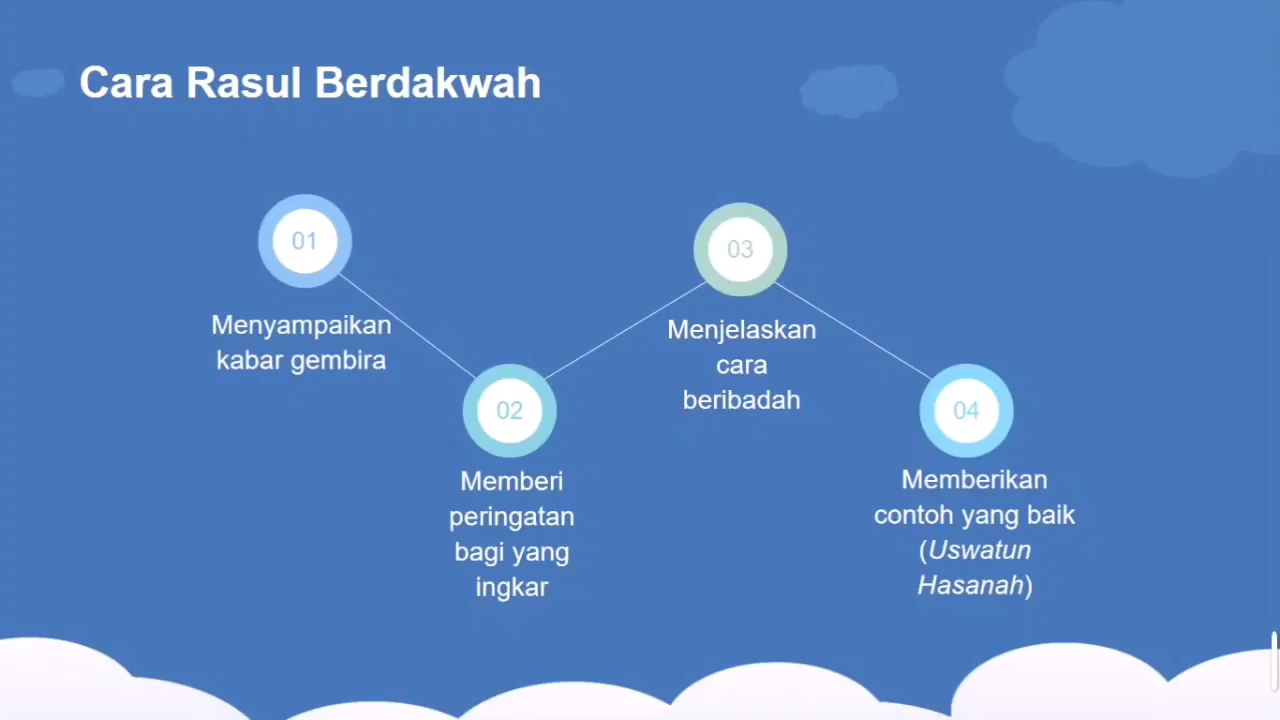 Cara Rasul Berdakwah
01
Menyampaikan
kabar gembira
02
Memberi
peringatan
bagi yang
ingkar
03
Menjelaskan
cara
beribadah
04
Memberikan
contoh yang baik
(Uswatun
Hasanah)